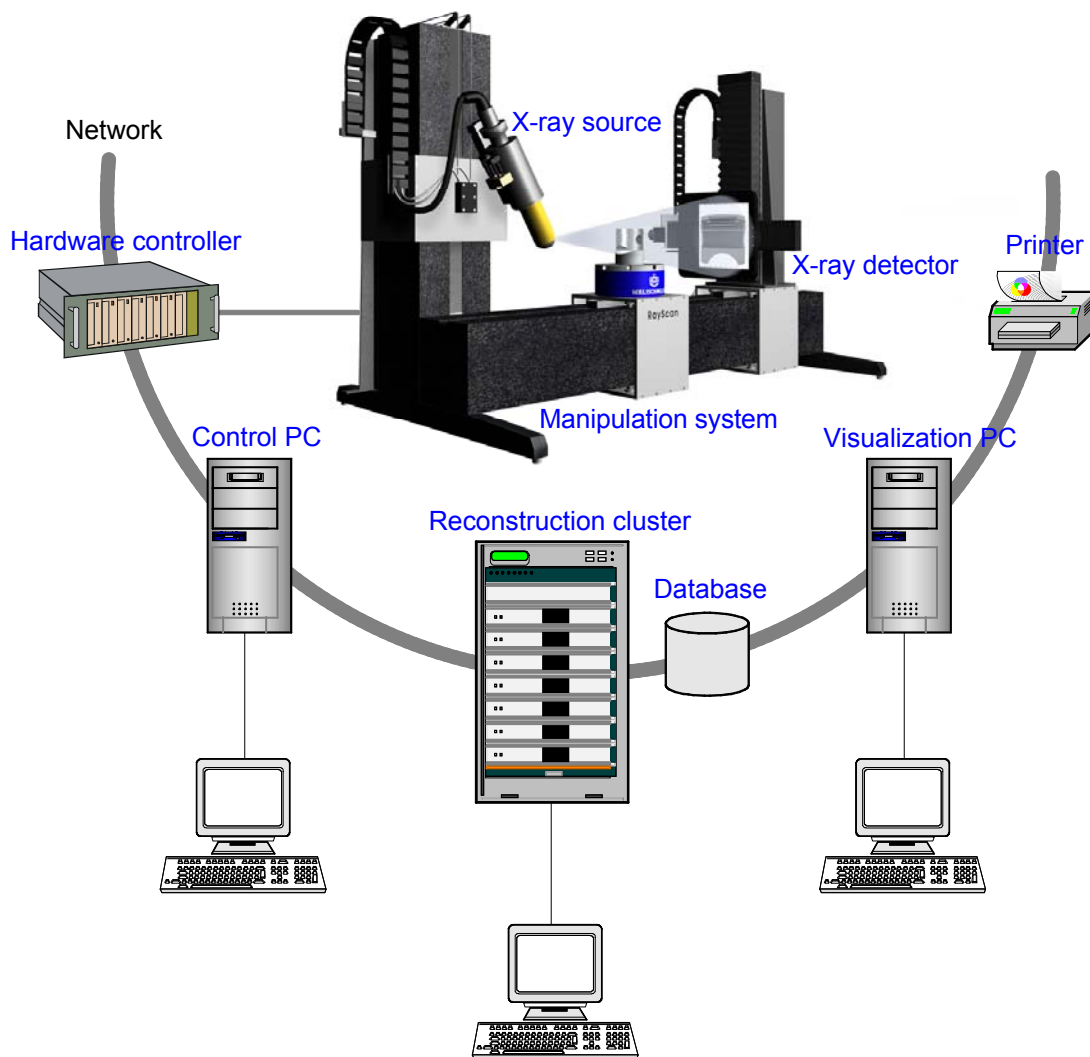 Network
X-ray source
Hardware controller
X-ray detector
Printer
RayScan
Manipulation system
Control PC
Visualization PC
Reconstruction cluster
Database